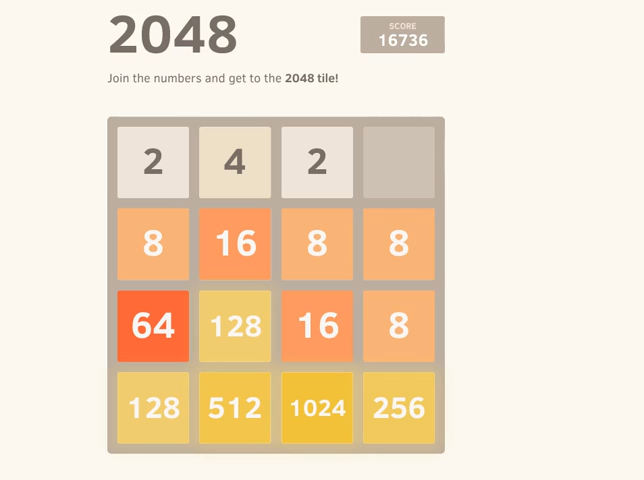 2048
SCORE
16736
Join the numbers and get to the 2048 tile!
2 4 2
8 16 8 8
64 128 16 8
128 512 1024 256